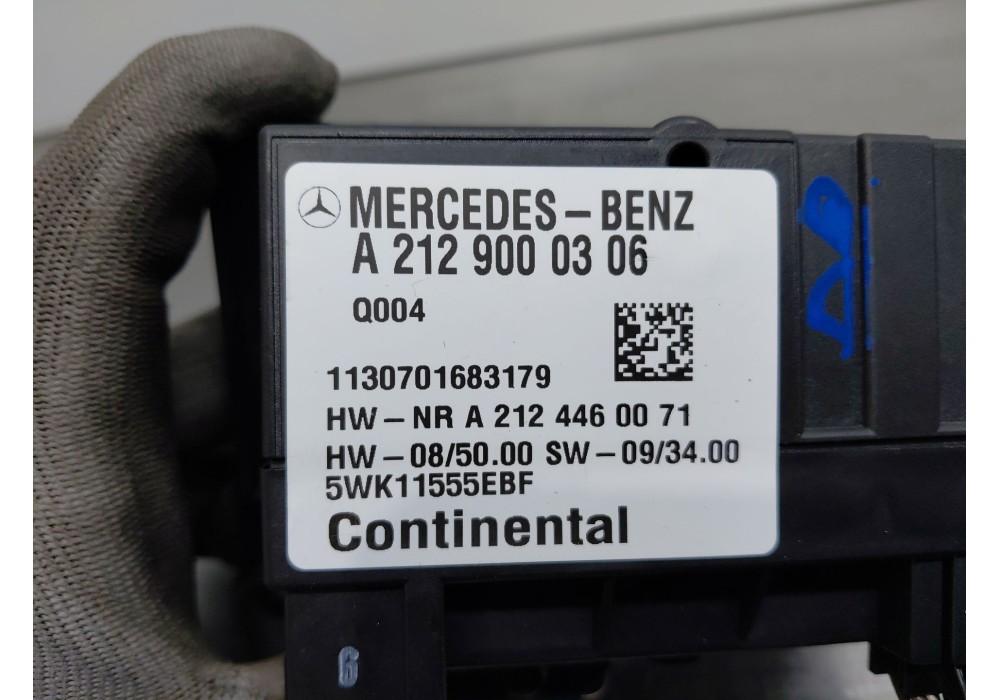 MERCEDES-BENZ
A 212 900 03 06
Q004
1130701683179
HW-NR A 212 446 00 71
HW-08/50.00 SW-09/34.00
5WK11555EBF
Continental
6